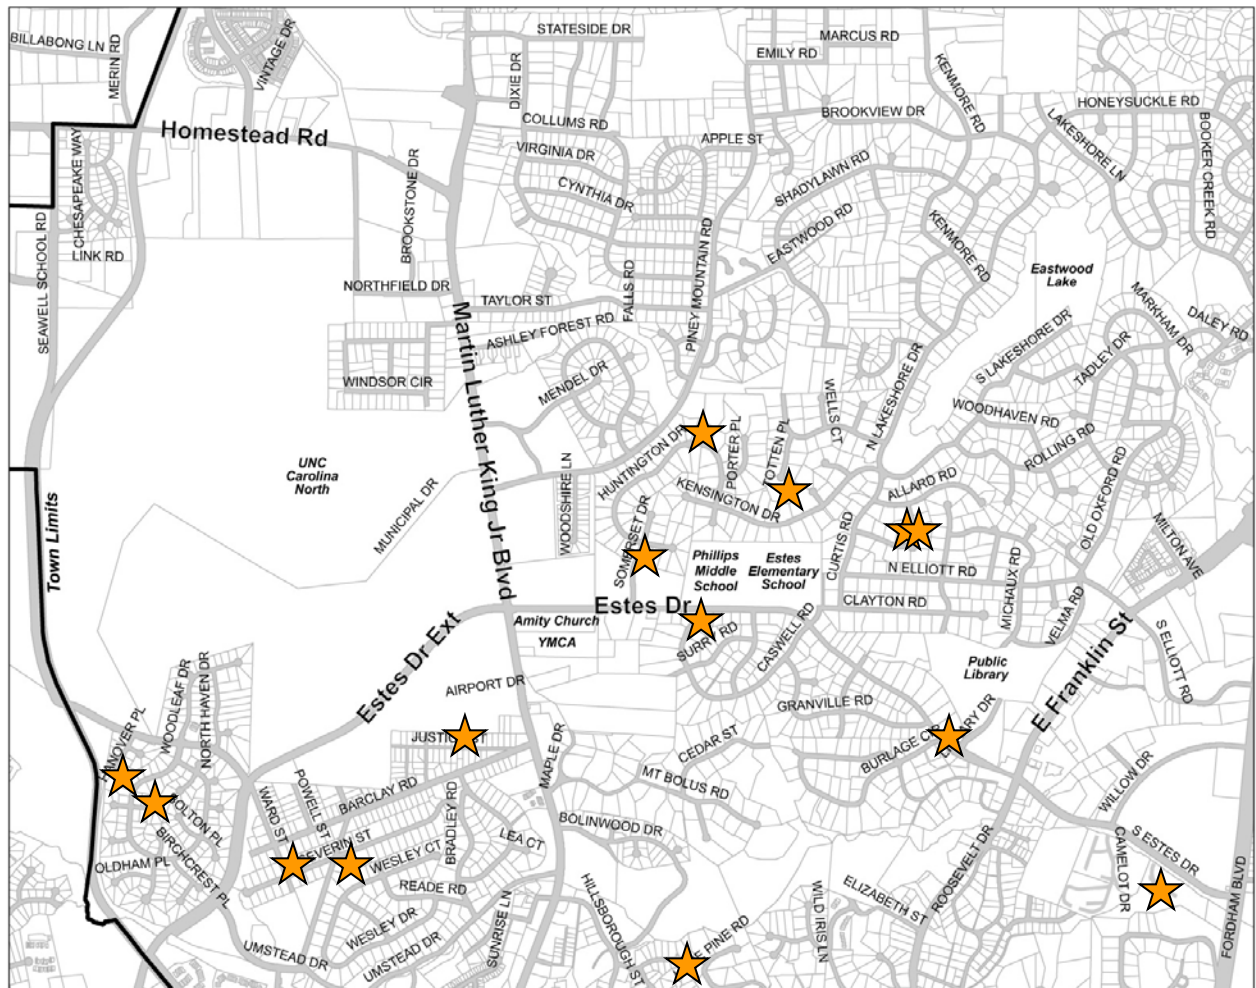 BILLABONG LN
MERIN RD
VINTAGE DR
STATESIDE DR
DIXIE DR
EMILY RD
MARCUS RD
KENMORE RD
HONEYSUCKLE RD
LAKESHORE LN
BOOKER CREEK RD
Homestead Rd
COLLUMS RD
VIRGINIA DR
CYNTHIA DR
APPLE ST
BROOKVIEW DR
SHADYLAWN RD
EASTWOOD RD
KENMORE RD
CHESAPEAKE WAY
LINK RD
SEAWELL SCHOOL RD
BROOKSTONE DR
NORTHFIELD DR
TAYLOR ST
FALLS RD
PINEY MOUNTAIN RD
ASHLEY FOREST RD
Eastwood
Lake
MARKHAM DR
DALEY RD
S LAKESHORE DR
TADLEY DR
WINDSOR CIR
MENDEL DR
Martin Luther King Jr Blvd
WELLS CT
N LAKESHORE DR
WOODHAVEN RD
ROLLING RD
HUNTINGTON DR
PORTER PL
KENSINGTON DR
ALLARD RD
OLD OXFORD RD
MILTON AVE
UNC
Carolina
North
MUNICIPAL DR
WOODSHIRE LN
Town Limits
CURTIS RD
Phillips
Middle
School
Estes
Elementary
School
N ELLIOTT RD
MICHAUX RD
CLAYTON RD
VELMA RD
Estes Dr
Amity Church
YMCA
SURRY RD
CASWELL RD
Estes Dr Ext
Public
Library
E Franklin St
S ELLIOTT RD
WOODLEAF DR
NORTH HAVEN DR
AIRPORT DR
GRANVILLE RD
MAPLE DR
CEDAR ST
MT BOLUS RD
WILLOW DR
POWELL ST
WARD ST
BARCLAY RD
BRADLEY RD
BOLINWOOD DR
LEA CT
WESLEY CT
READE RD
BIRCHCREST PL
OLDHAM PL
S ESTES DR
CAMELOT DR
ROOSEVELT DR
ELIZABETH ST
WILD IRIS LN
HILLSBOROUGH ST
PINE RD
SUNRISE LN
WESLEY DR
UMSTEAD DR
UMSTEAD DR
FORDHAM BLVD